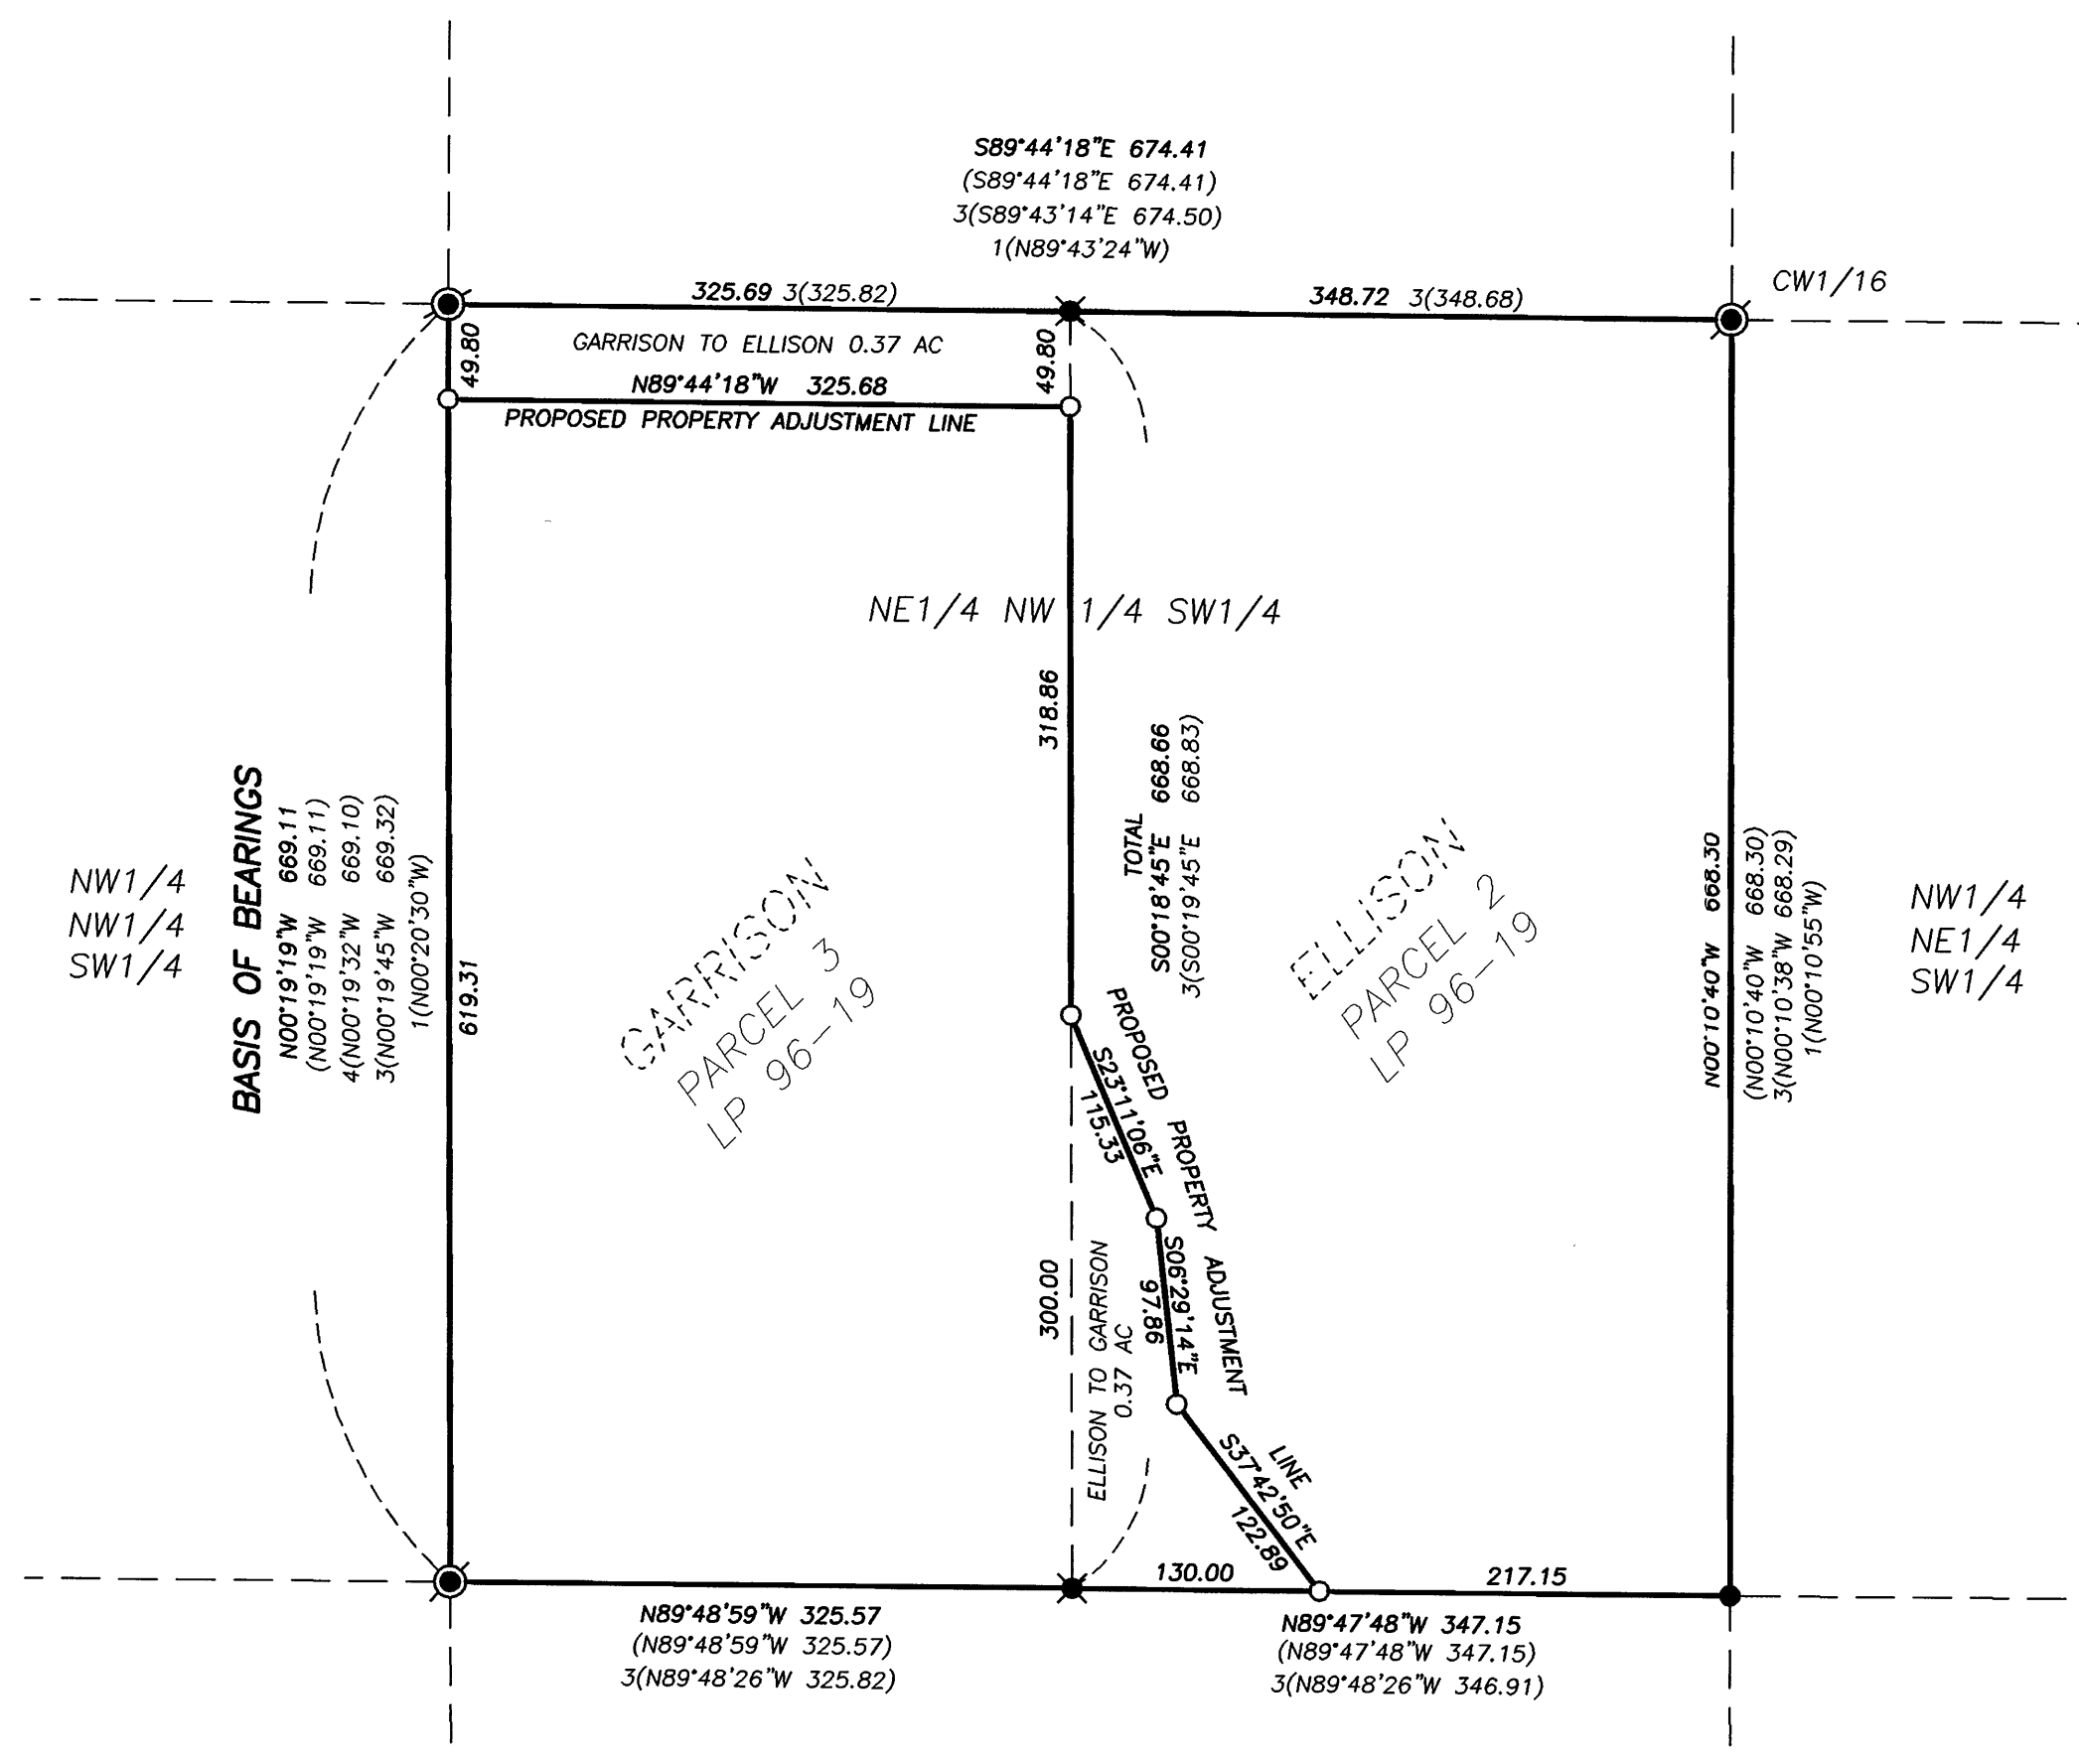 S89°44'18"E 674.41
(S89°44'18"E 674.41)
3(S89°43'14"E 674.50)
1(N89°43'24"W)
CW1/16
325.69 3(325.82)
348.72 3(348.68)
49.80
GARRISON TO ELLISON 0.37 AC
49.80
N89°44'18"W 325.68
PROPOSED PROPERTY ADJUSTMENT LINE
NE1/4 NW 1/4 SW1/4
318.86
TOTAL
S00°18'45"E 668.66
3(S00°19'45"E 668.83)
BASIS OF BEARINGS
N00°19'19"W 669.11
(N00°19'19"W 669.11)
4(N00°19'32"W 669.10)
3(N00°19'45"W 669.32)
1(N00°20'30"W)
619.31
NW1/4
NW1/4
SW1/4
GARRISON
PARCEL 3
LP 96-19
ELLISON
PARCEL 2
LP 96-19
N00°10'40"W 668.30
(N00°10'40"W 668.30)
3(N00°10'38"W 668.29)
1(N00°10'55"W)
NW1/4
NE1/4
SW1/4
PROPOSED PROPERTY ADJUSTMENT LINE
S23°11'06"E
115.33
S06°29'14"E
97.86
S37°42'50"E
122.89
300.00
ELLISON TO GARRISON
0.37 AC
130.00
217.15
N89°48'59"W 325.57
(N89°48'59"W 325.57)
3(N89°48'26"W 325.82)
N89°47'48"W 347.15
(N89°47'48"W 347.15)
3(N89°48'26"W 346.91)